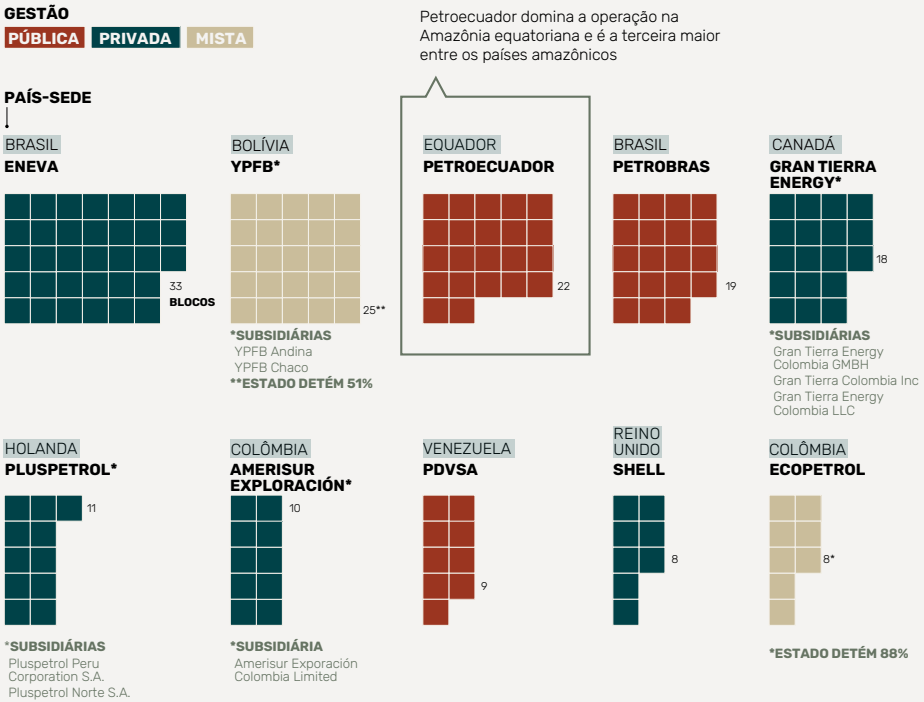 GESTÃO
PÚBLICA PRIVADA MISTA
Petroecuador domina a operação na
Amazônia equatoriana e é a terceira maior
entre os países amazônicos
PAÍS-SEDE
BRASIL
ENEVA
33
BLOCOS
BOLÍVIA
YPFB*
25**
*SUBSIDIÁRIAS
YPFB Andina
YPFB Chaco
**ESTADO DETÉM 51%
EQUADOR
PETROECUADOR
22
BRASIL
PETROBRAS
19
CANADÁ
GRAN TIERRA
ENERGY*
18
*SUBSIDIÁRIAS
Gran Tierra Energy
Colombia GMBH
Gran Tierra Colombia Inc
Gran Tierra Energy
Colombia LLC
HOLANDA
PLUSPETROL*
11
*SUBSIDIÁRIAS
Pluspetrol Peru
Corporation S.A.
Pluspetrol Norte S.A.
COLÔMBIA
AMERISUR
EXPLORACIÓN*
10
*SUBSIDIÁRIA
Amerisur Exporación
Colombia Limited
VENEZUELA
PDVSA
9
REINO
UNIDO
SHELL
8
COLÔMBIA
ECOPETROL
8*
*ESTADO DETÉM 88%